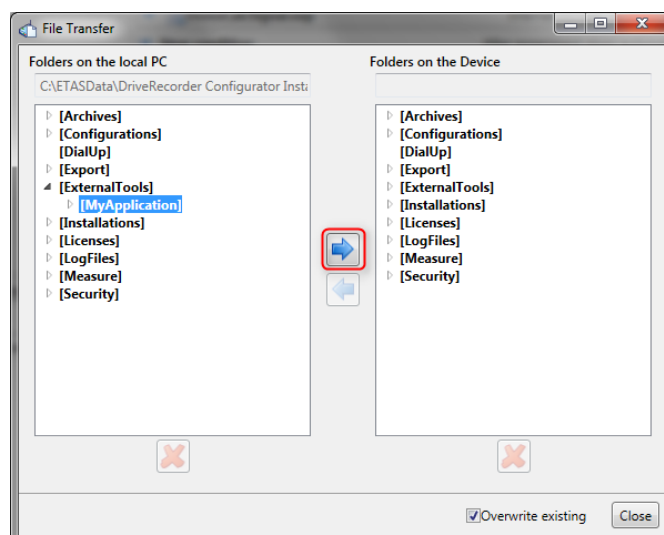 File Transfer
Folders on the local PC
C:\ETASData\DriveRecorder Configurator Insta
[Archives]
[Configurations]
[DialUp]
[Export]
[ExternalTools]
[MyApplication]
[Installations]
[Licenses]
[LogFiles]
[Measure]
[Security]
Folders on the Device
[Archives]
[Configurations]
[DialUp]
[Export]
[ExternalTools]
[Installations]
[Licenses]
[LogFiles]
[Measure]
[Security]
Overwrite existing
Close